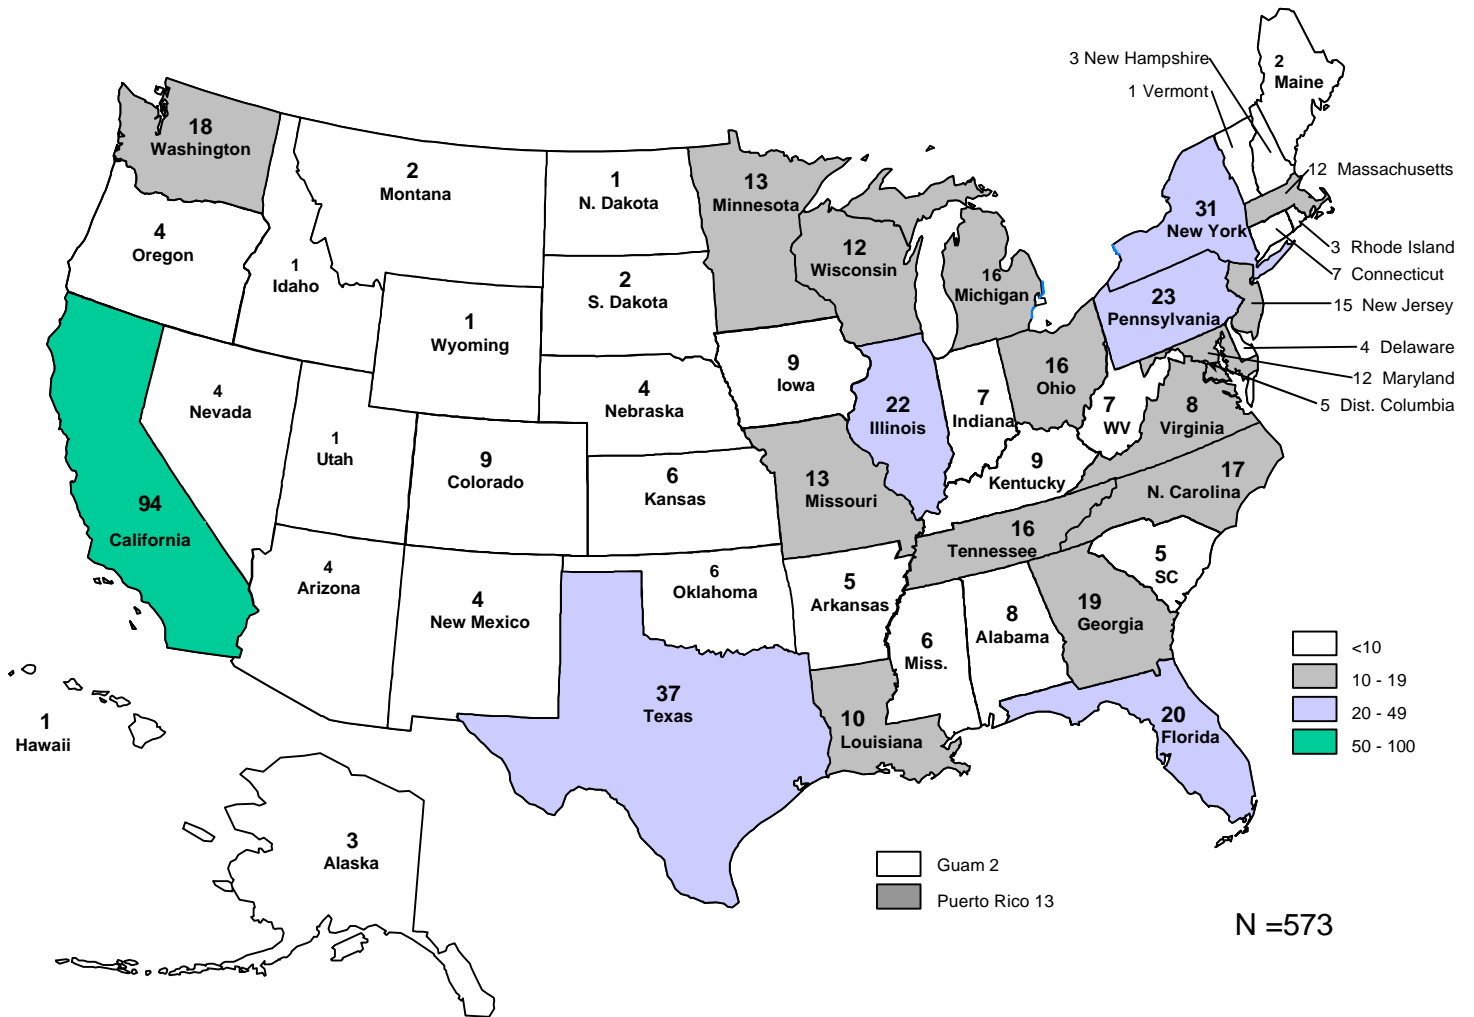 3 New Hampshire
1 Vermont
2
Maine
18
Washington
2
Montana
1
N. Dakota
13
Minnesota
12 Massachusetts
4
Oregon
1
Idaho
2
S. Dakota
12
Wisconsin
16
Michigan
31
New York
3 Rhode Island
7 Connecticut
1
Wyoming
23
Pennsylvania
15 New Jersey
4 Delaware
12 Maryland
5 Dist. Columbia
4
Nevada
1
Utah
9
Colorado
4
Nebraska
9
Iowa
22
Illinois
7
Indiana
16
Ohio
7
WV
8
Virginia
94
California
6
Kansas
13
Missouri
9
Kentucky
17
N. Carolina
16
Tennessee
4
Arizona
4
New Mexico
6
Oklahoma
5
Arkansas
5
SC
6
Miss.
8
Alabama
19
Georgia
37
Texas
10
Louisiana
20
Florida
1
Hawaii
3
Alaska
<10
10 - 19
20 - 49
50 - 100
Guam 2
Puerto Rico 13
N =573